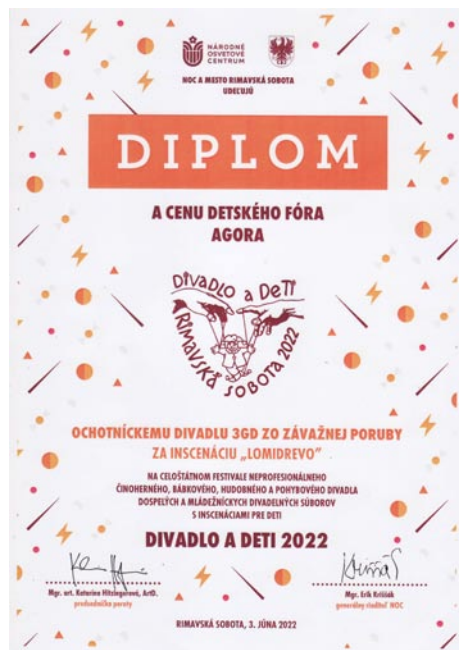 NÁRODNÉ
OSVETOVÉ
CENTRUM
NOC A MESTO RIMAVSKÁ SOBOTA
UDEĽUJÚ
DIPLOM
A CENU DETSKÉHO FÓRA
AGORA
DIVADLO a DeTI
RIMAVSKÁ SOBOTA 2022
OCHOTNÍCKEMU DIVADLU 3GD ZO ZÁVAŽNEJ PORUBY
ZA INSCENÁCIU „LOMIDREVO”
NA CELOŠTÁTNOM FESTIVALE NEPROFESIONÁLNEHO
ČINOHERNÉHO, BÁBKOVÉHO, HUDOBNÉHO A POHYBOVÉHO DIVADLA
DOSPELÝCH A MLÁDEŽNÍCKYCH DIVADELNÝCH SÚBOROV
S INSCENÁCIAMI PRE DETI
DIVADLO A DETI 2022
Mgr. art. Katarína Hitzingerová, ArtD.
predsedníčka poroty
Mgr. Erik Kriššák
generálny riaditeľ NOC
RIMAVSKÁ SOBOTA, 3. JÚNA 2022